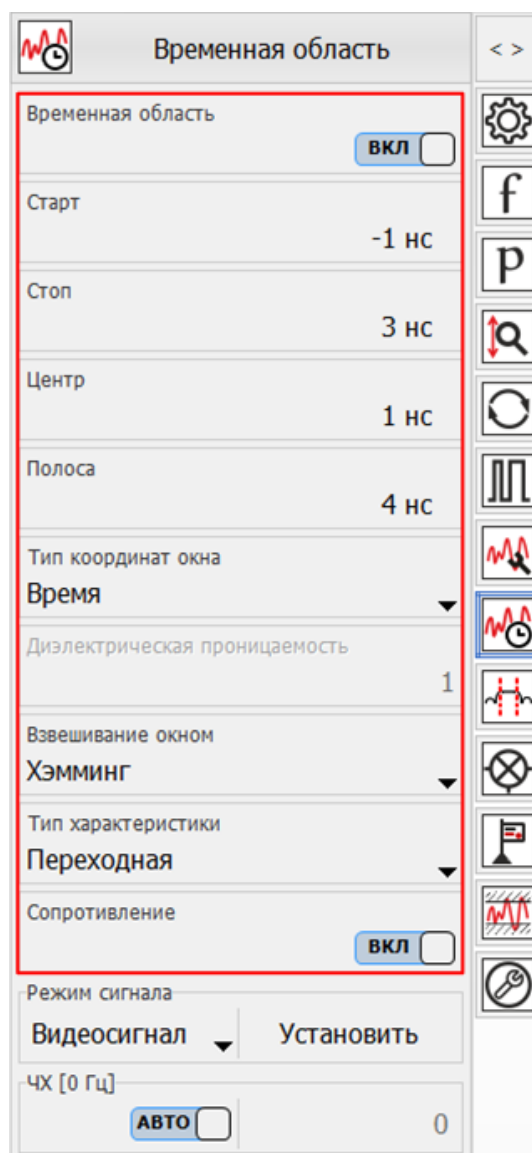 Временная область
< >
Временная область
ВКЛ
Старт
-1 нс
f
Стоп
3 нс
p
Центр
1 нс
Полоса
4 нс
Тип координат окна
Время
Диэлектрическая проницаемость
1
Взвешивание окном
Хэмминг
Тип характеристики
Переходная
Сопротивление
ВКЛ
Режим сигнала
Видеосигнал Установить
ЧХ [0 Гц]
АВТО 0